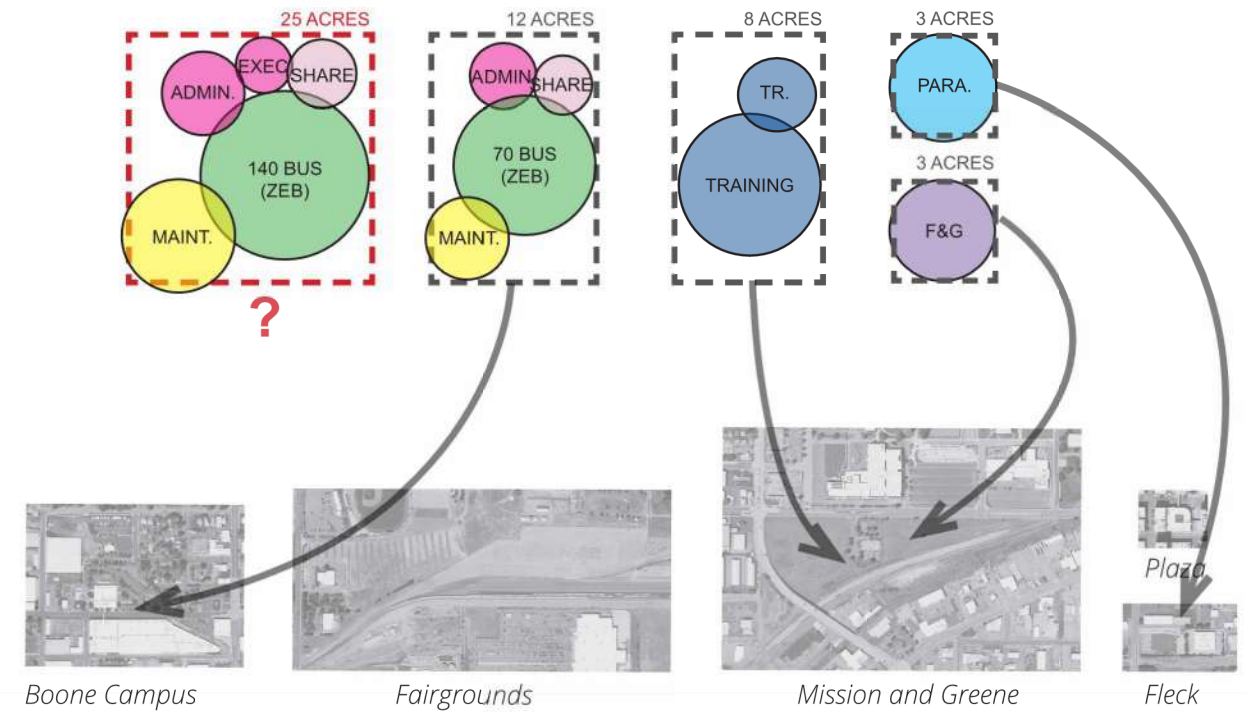 25 ACRES
12 ACRES
8 ACRES
3 ACRES
EXEC
SHARE
ADMIN.
140 BUS
(ZEB)
MAINT.
?
ADMIN.
SHARE
70 BUS
(ZEB)
MAINT.
TR.
TRAINING
PARA.
3 ACRES
F&G
Plaza
Boone Campus
Fairgrounds
Mission and Greene
Fleck